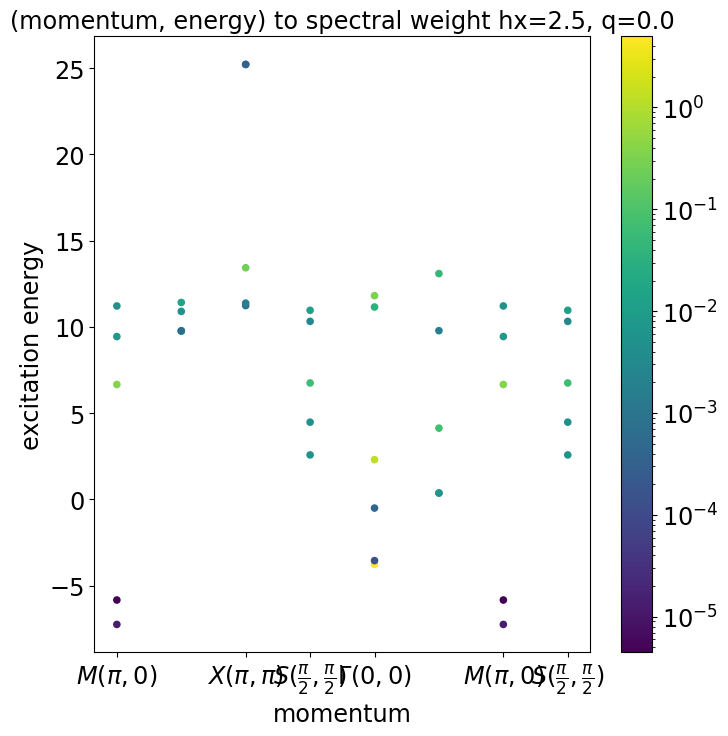 (momentum, energy) to spectral weight hx=2.5, q=0.0
25
20
15
10
5
0
−5
excitation energy
M(π, 0)
X(π, π)
S(π/2, π/2)
Γ(0, 0)
M(π, 0)
S(π/2, π/2)
momentum
10⁰
10⁻¹
10⁻²
10⁻³
10⁻⁴
10⁻⁵